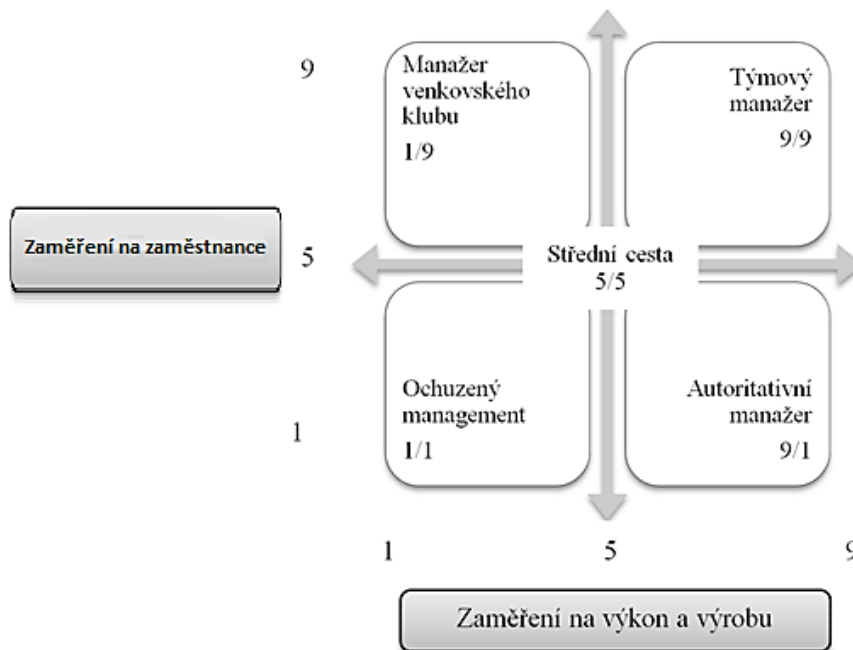 9
Manažer
venkovského
klubu
1/9
Týmový
manažer
9/9
Zaměření na zaměstnance
5
Střední cesta
5/5
1
Ochuzený
management
1/1
Autoritativní
manažer
9/1
1
5
9
Zaměření na výkon a výrobu